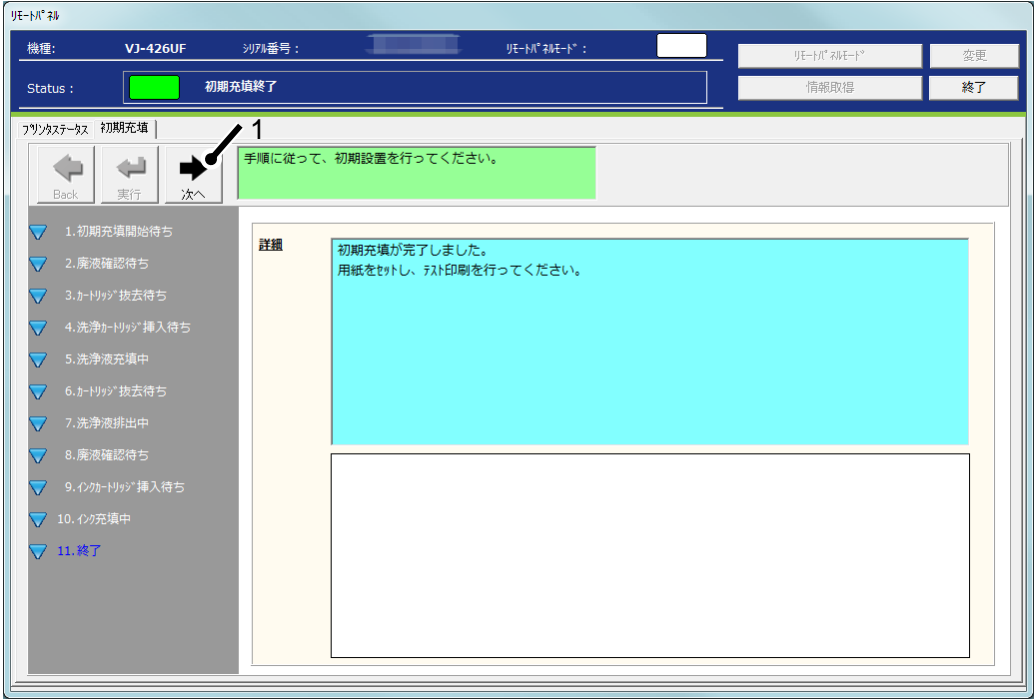 ﾘﾓｰﾄﾊﾟﾈﾙ
機種: VJ-426UF ｼﾘｱﾙ番号: ﾘﾓｰﾄﾊﾟﾈﾙﾓｰﾄﾞ: ﾘﾓｰﾄﾊﾟﾈﾙﾓｰﾄﾞ 変更
Status: 初期充填終了 情報取得 終了
ﾌﾟﾘﾝﾀｽﾃｰﾀｽ 初期充填 1
Back 実行 次へ 手順に従って、初期設置を行ってください。
1.初期充填開始待ち
2.廃液確認待ち
3.ｶｰﾄﾘｯｼﾞ抜去待ち
4.洗浄ｶｰﾄﾘｯｼﾞ挿入待ち
5.洗浄液充填中
6.ｶｰﾄﾘｯｼﾞ抜去待ち
7.洗浄液排出中
8.廃液確認待ち
9.ｲﾝｸｶｰﾄﾘｯｼﾞ挿入待ち
10.ｲﾝｸ充填中
11.終了
詳細
初期充填が完了しました。
用紙をｾｯﾄし、ﾃｽﾄ印刷を行ってください。